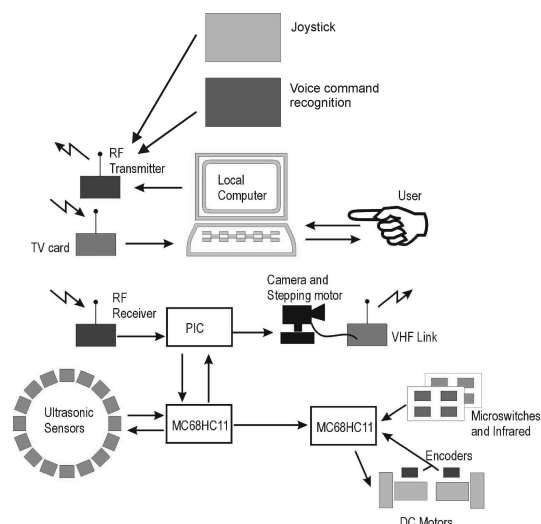 Joystick
Voice command
recognition
RF
Transmitter
Local
Computer
User
TV card
RF
Receiver
PIC
Camera and
Stepping motor
VHF Link
Ultrasonic
Sensors
MC68HC11
MC68HC11
Microswitches
and Infrared
Encoders
DC Motors